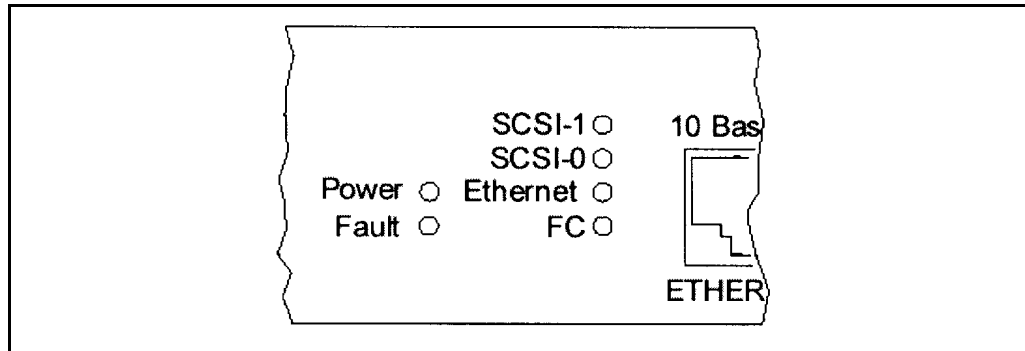 SCSI-1
10 Bas
SCSI-0
Power
Ethernet
Fault
FC
ETHER